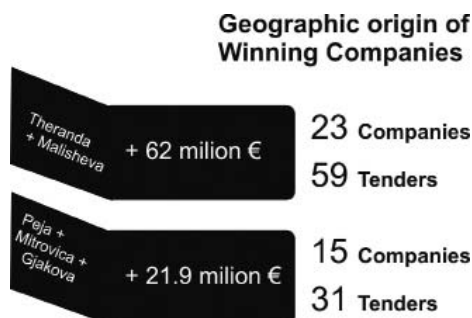 Geographic origin of
Winning Companies
Theranda
+ Malisheva
+ 62 milion €
23 Companies
59 Tenders
Peja +
Mitrovica +
Gjakova
+ 21.9 milion €
15 Companies
31 Tenders